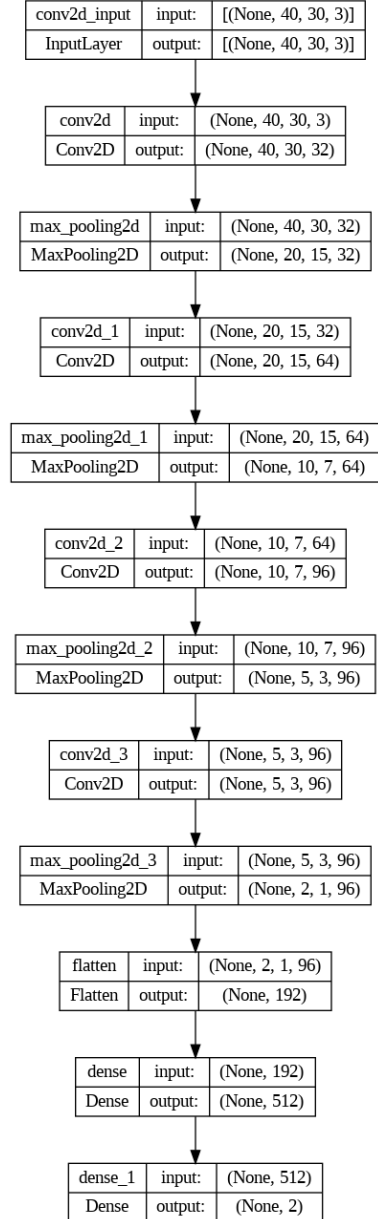 conv2d_input input: [(None, 40, 30, 3)]
InputLayer output: [(None, 40, 30, 3)]
conv2d input: (None, 40, 30, 3)
Conv2D output: (None, 40, 30, 32)
max_pooling2d input: (None, 40, 30, 32)
MaxPooling2D output: (None, 20, 15, 32)
conv2d_1 input: (None, 20, 15, 32)
Conv2D output: (None, 20, 15, 64)
max_pooling2d_1 input: (None, 20, 15, 64)
MaxPooling2D output: (None, 10, 7, 64)
conv2d_2 input: (None, 10, 7, 64)
Conv2D output: (None, 10, 7, 96)
max_pooling2d_2 input: (None, 10, 7, 96)
MaxPooling2D output: (None, 5, 3, 96)
conv2d_3 input: (None, 5, 3, 96)
Conv2D output: (None, 5, 3, 96)
max_pooling2d_3 input: (None, 5, 3, 96)
MaxPooling2D output: (None, 2, 1, 96)
flatten input: (None, 2, 1, 96)
Flatten output: (None, 192)
dense input: (None, 192)
Dense output: (None, 512)
dense_1 input: (None, 512)
Dense output: (None, 2)